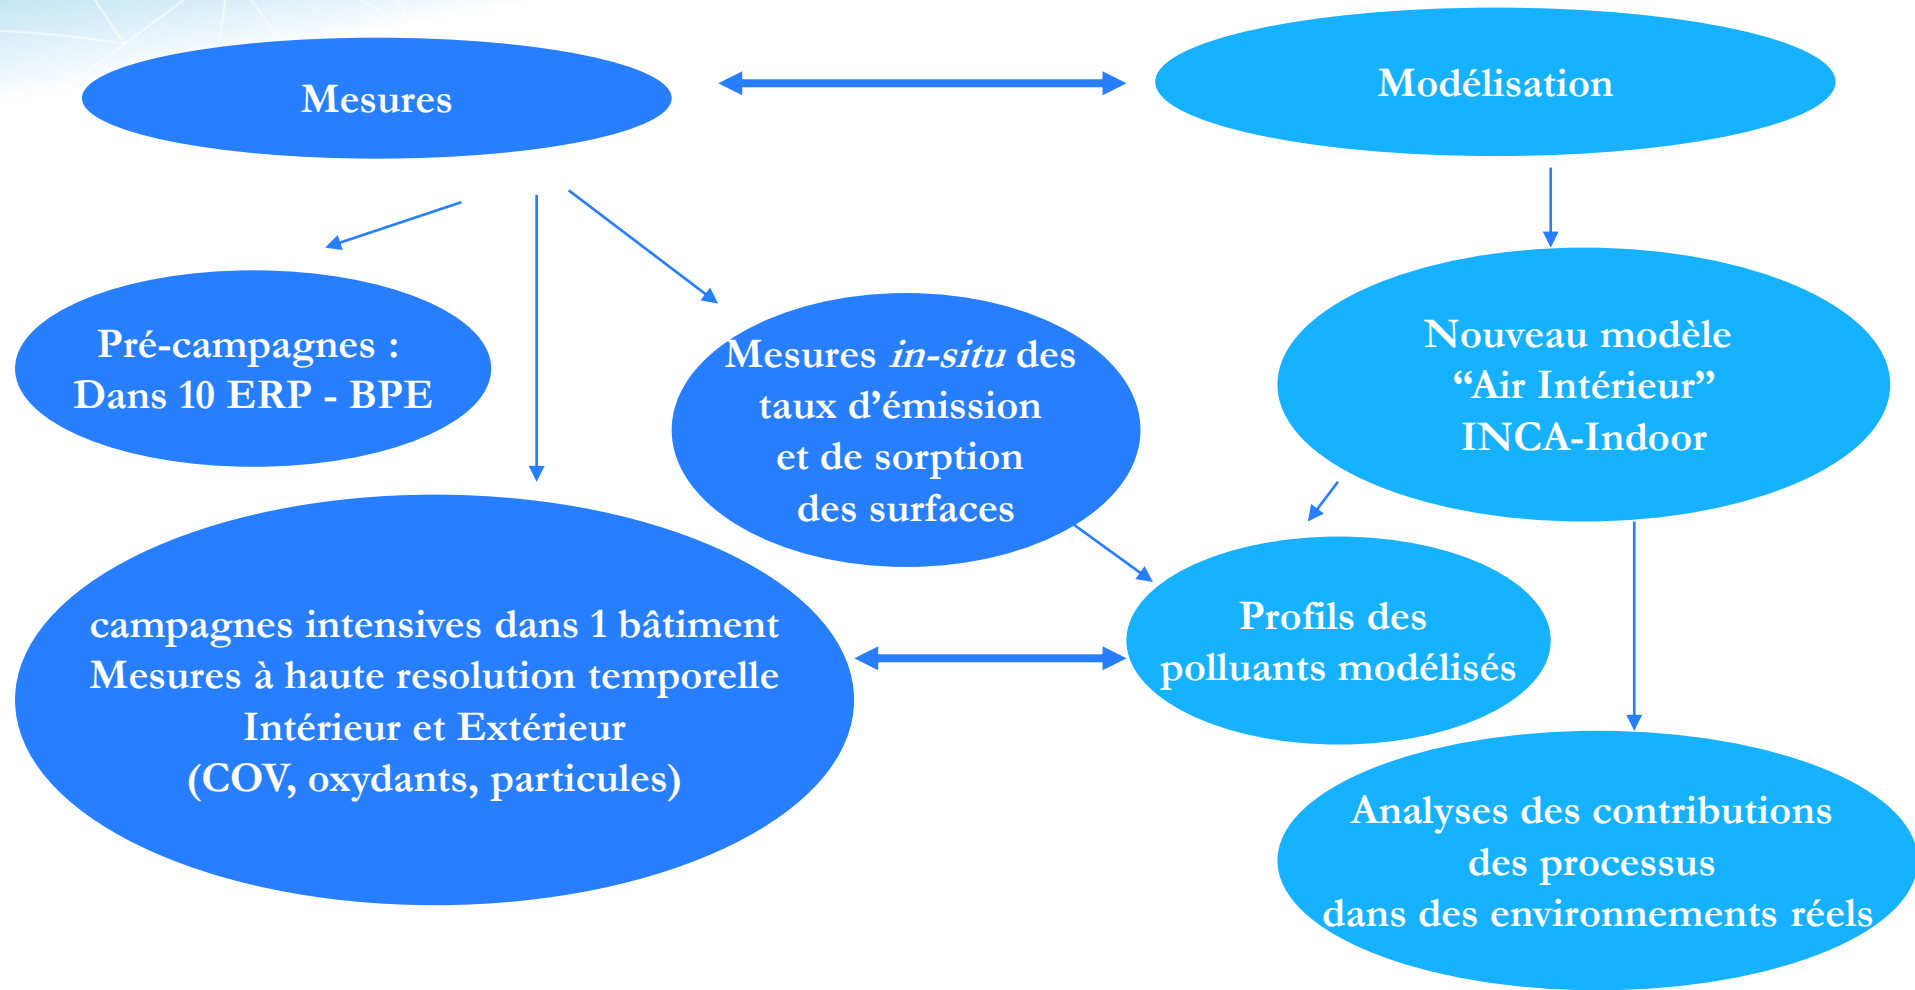 Mesures
Modélisation
Pré-campagnes :
Dans 10 ERP - BPE
Mesures in-situ des
taux d’émission
et de sorption
des surfaces
Nouveau modèle
“Air Intérieur”
INCA-Indoor
campagnes intensives dans 1 bâtiment
Mesures à haute resolution temporelle
Intérieur et Extérieur
(COV, oxydants, particules)
Profils des
polluants modélisés
Analyses des contributions
des processus
dans des environnements réels